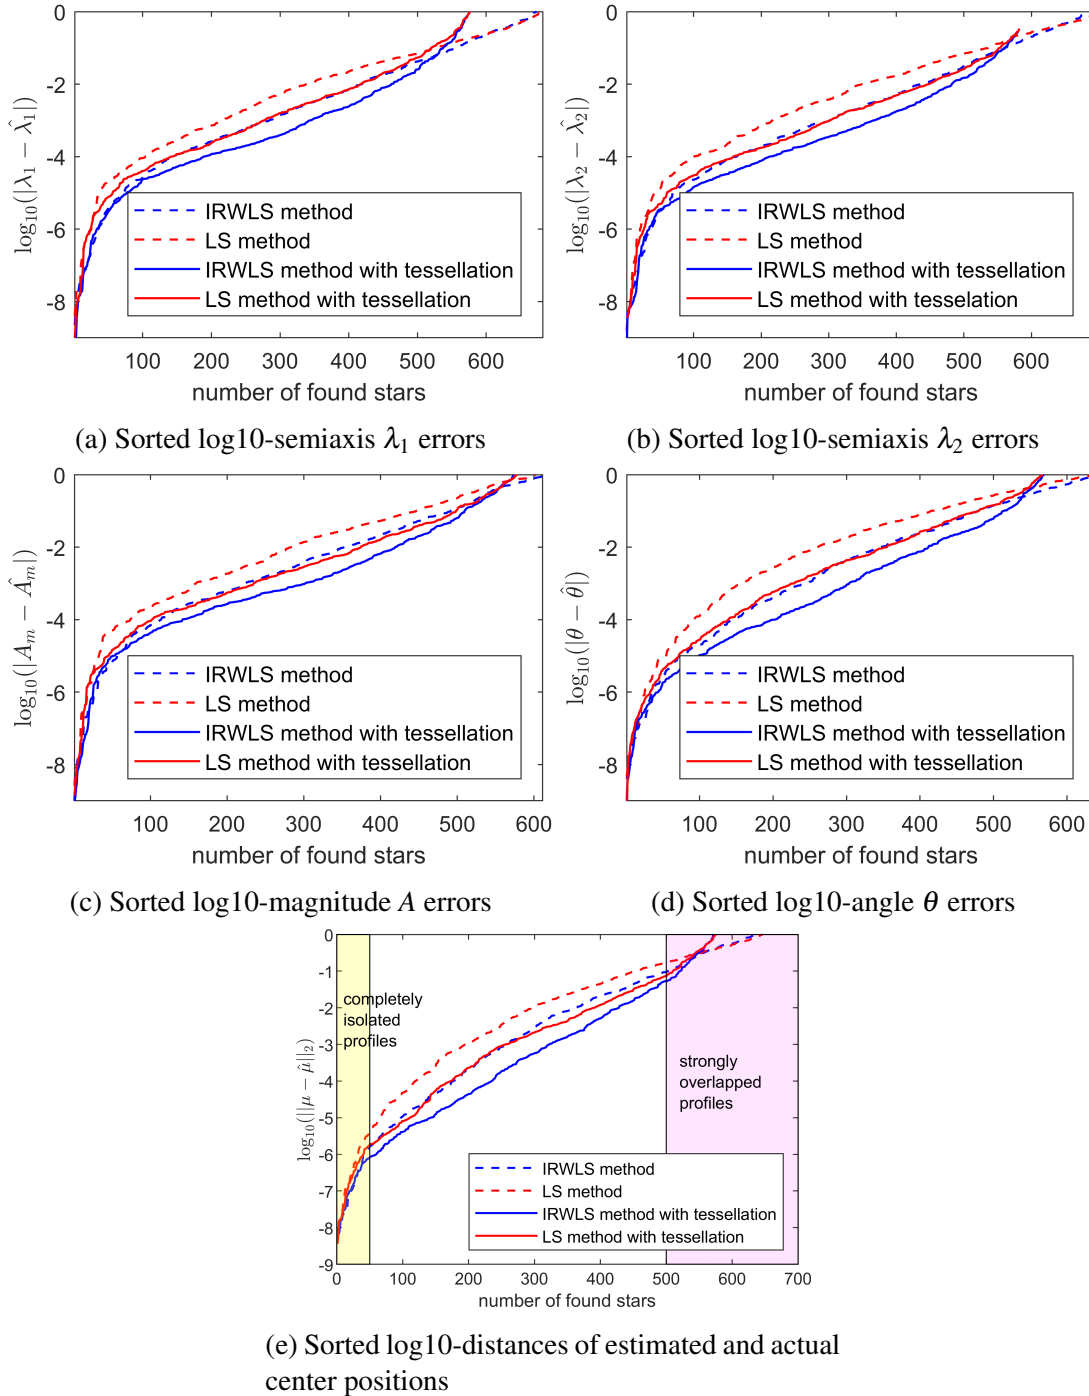 0
-2
-4
-6
-8
log10(|λ1 − λ̂1|)
IRWLS method
LS method
IRWLS method with tessellation
LS method with tessellation
100 200 300 400 500 600
number of found stars
(a) Sorted log10-semiaxis λ1 errors
0
-2
-4
-6
-8
log10(|λ2 − λ̂2|)
IRWLS method
LS method
IRWLS method with tessellation
LS method with tessellation
100 200 300 400 500 600
number of found stars
(b) Sorted log10-semiaxis λ2 errors
0
-2
-4
-6
-8
log10(|Am − Âm|)
IRWLS method
LS method
IRWLS method with tessellation
LS method with tessellation
100 200 300 400 500 600
number of found stars
(c) Sorted log10-magnitude A errors
0
-2
-4
-6
-8
log10(|θ − θ̂|)
IRWLS method
LS method
IRWLS method with tessellation
LS method with tessellation
100 200 300 400 500 600
number of found stars
(d) Sorted log10-angle θ errors
0
-1
-2
-3
-4
-5
-6
-7
-8
-9
log10(||μ − μ̂||2)
completely
isolated
profiles
strongly
overlapped
profiles
IRWLS method
LS method
IRWLS method with tessellation
LS method with tessellation
0 100 200 300 400 500 600 700
number of found stars
(e) Sorted log10-distances of estimated and actual
center positions